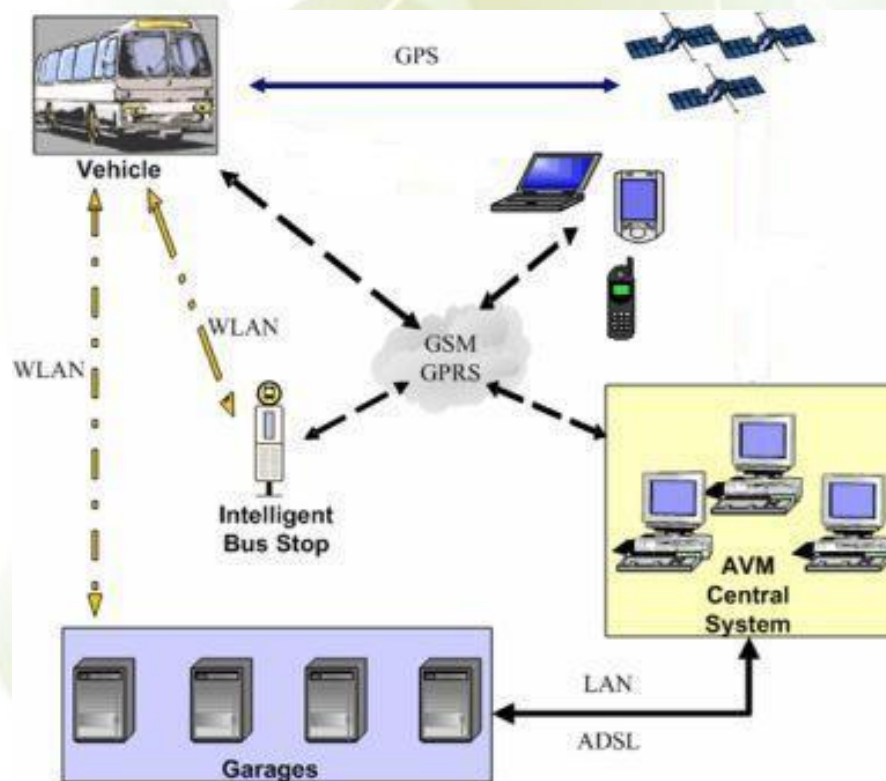 GPS
Vehicle
WLAN
WLAN
GSM
GPRS
Intelligent
Bus Stop
AVM
Central
System
LAN
ADSL
Garages